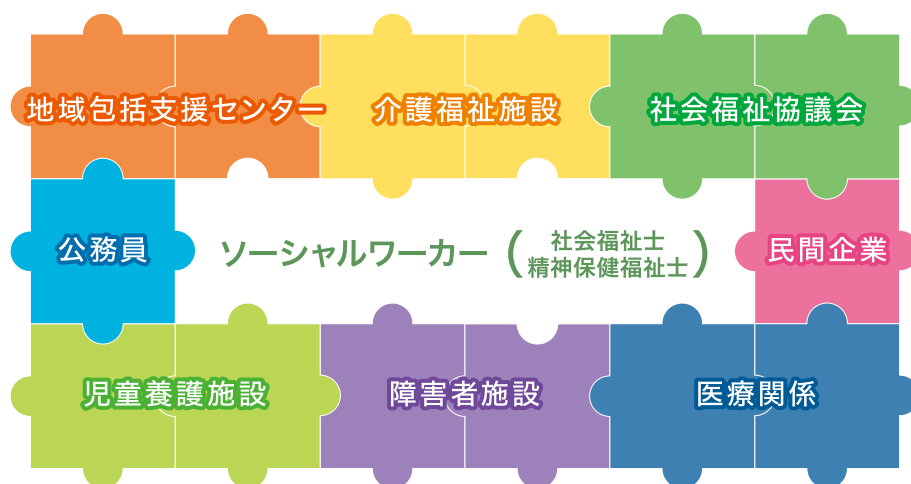 地域包括支援センター
介護福祉施設
社会福祉協議会
公務員
ソーシャルワーカー(社会福祉士
精神保健福祉士)
民間企業
児童養護施設
障害者施設
医療関係